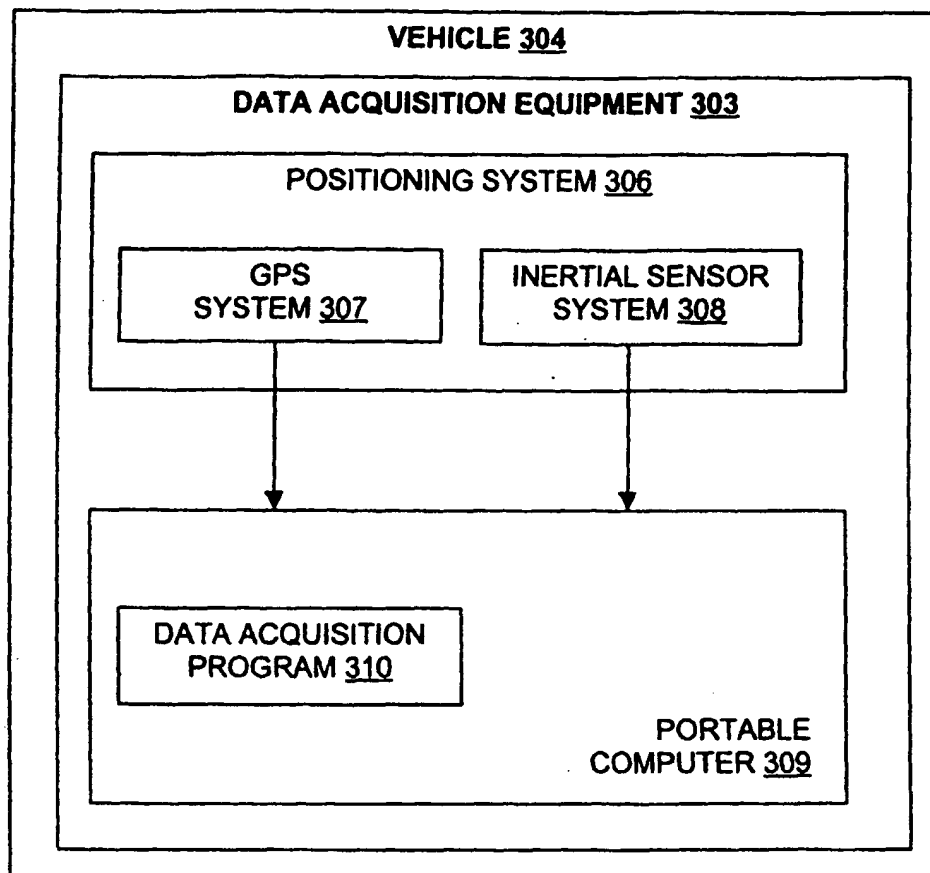 VEHICLE 304
DATA ACQUISITION EQUIPMENT 303
POSITIONING SYSTEM 306
GPS
SYSTEM 307
INERTIAL SENSOR
SYSTEM 308
DATA ACQUISITION
PROGRAM 310
PORTABLE
COMPUTER 309